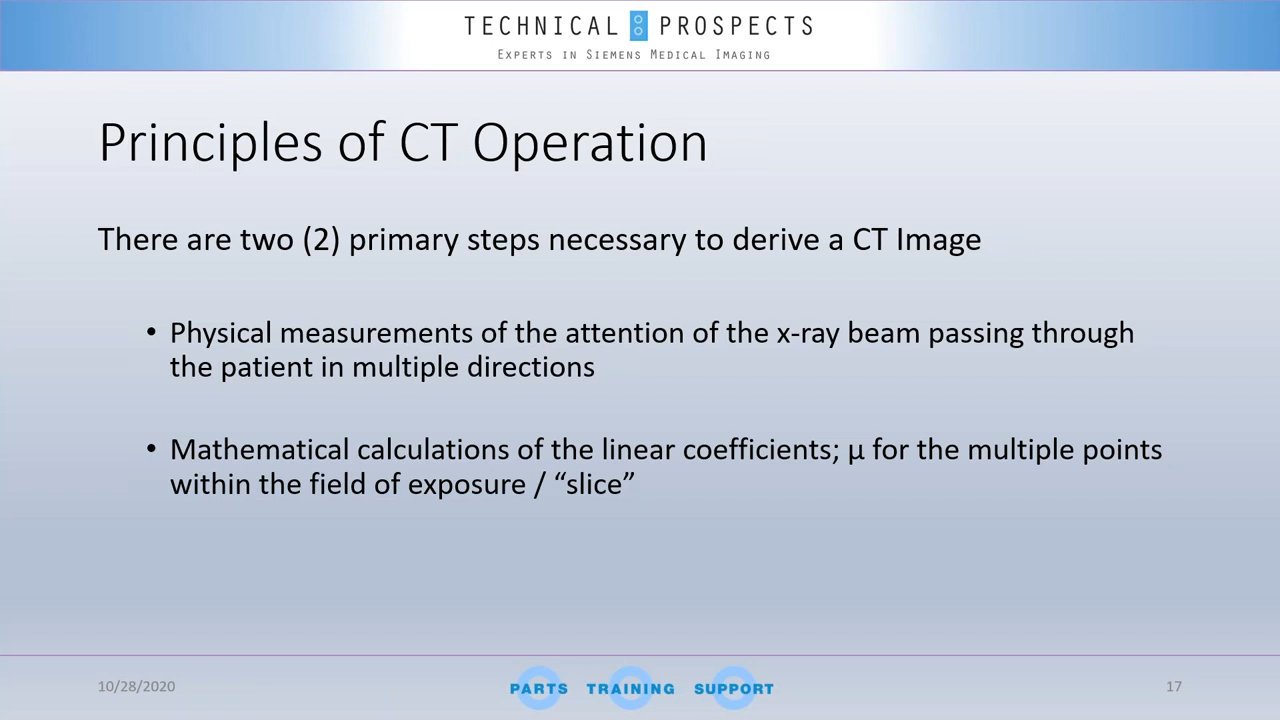 TECHNICAL PROSPECTS
EXPERTS IN SIEMENS MEDICAL IMAGING
Principles of CT Operation
There are two (2) primary steps necessary to derive a CT Image
• Physical measurements of the attention of the x-ray beam passing through
the patient in multiple directions
• Mathematical calculations of the linear coefficients; µ for the multiple points
within the field of exposure / “slice”
10/28/2020
PARTS TRAINING SUPPORT
17